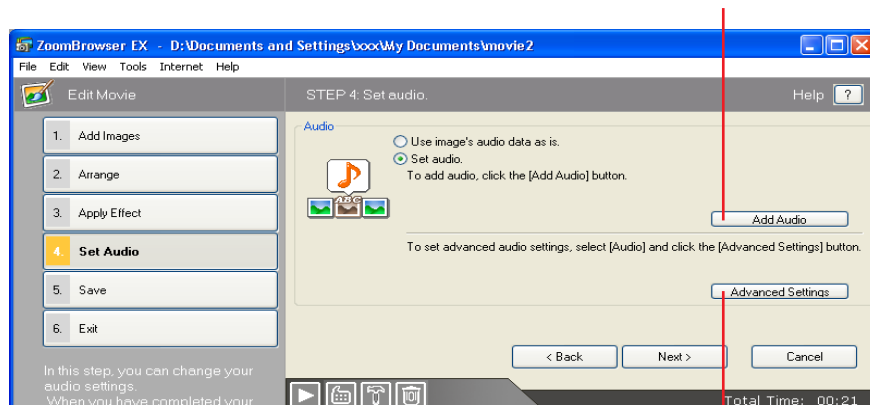 ZoomBrowser EX - D:\Documents and Settings\xxx\My Documents\movie2
File Edit View Tools Internet Help
Edit Movie
STEP 4: Set audio.
Help ?
1. Add Images
2. Arrange
3. Apply Effect
4. Set Audio
5. Save
6. Exit
In this step, you can change your
audio settings.
When you have completed your
Audio
Use image's audio data as is.
Set audio.
To add audio, click the [Add Audio] button.
ABC
Add Audio
To set advanced audio settings, select [Audio] and click the [Advanced Settings] button.
Advanced Settings
< Back
Next >
Cancel
Total Time: 00:21